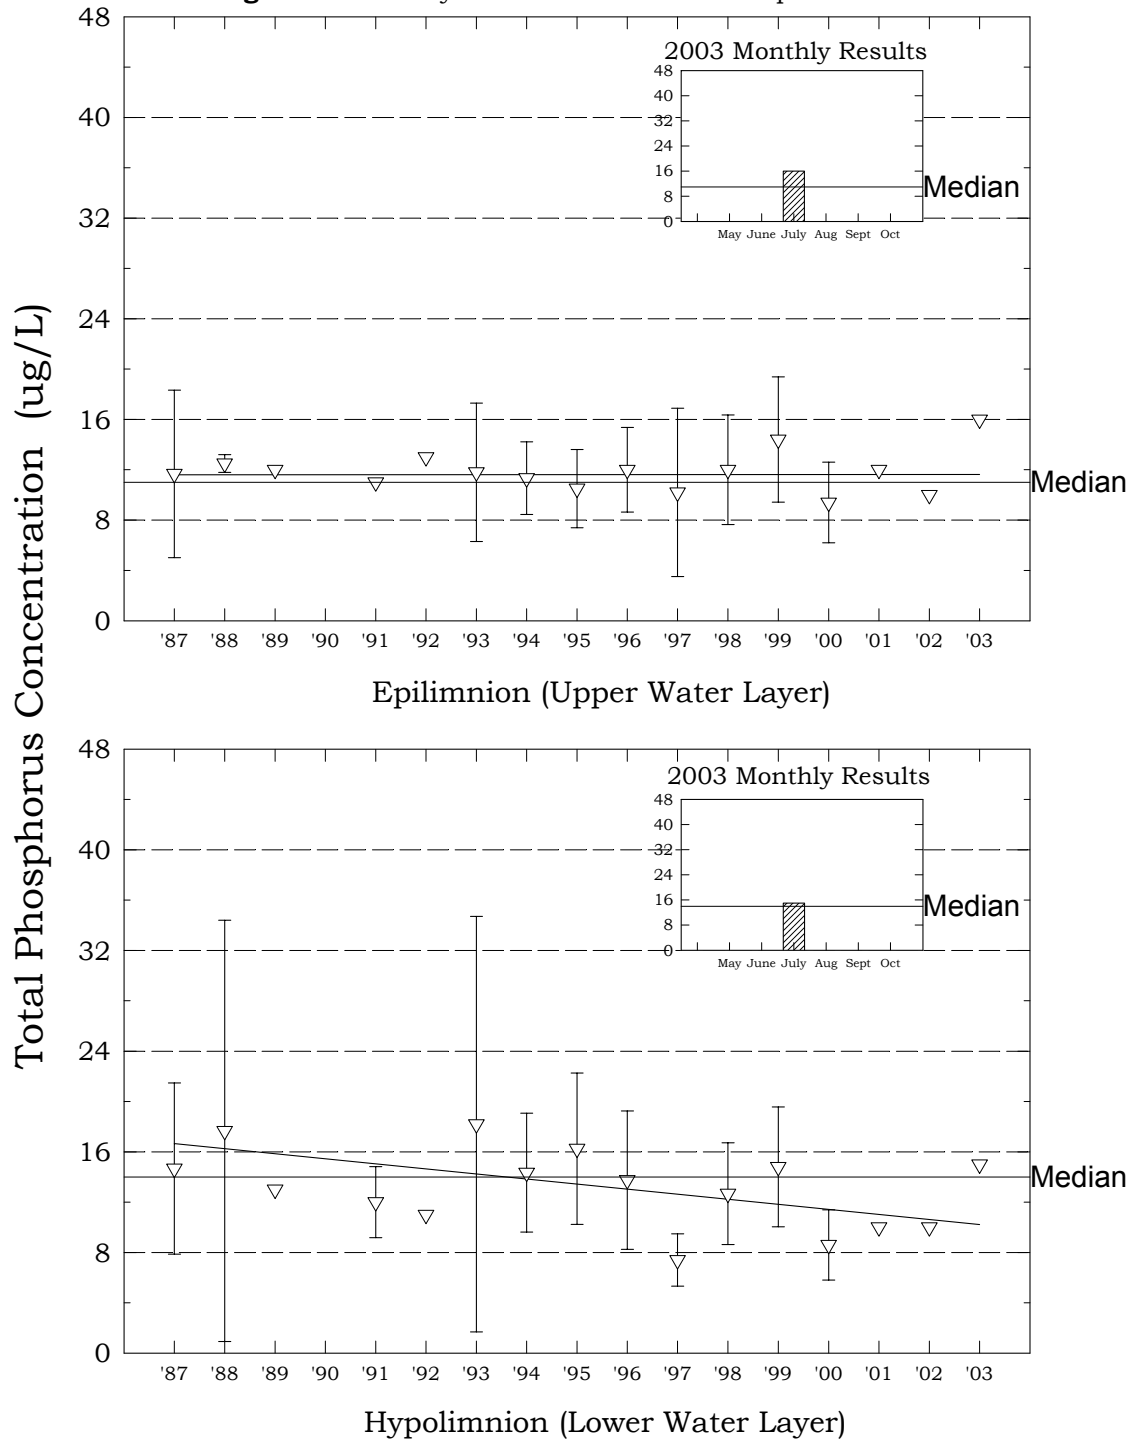 48
40
32
24
16
8
0
2003 Monthly Results
48
40
32
24
16
8
0
May June July Aug Sept Oct
Median
Median
'87 '88 '89 '90 '91 '92 '93 '94 '95 '96 '97 '98 '99 '00 '01 '02 '03
Epilimnion (Upper Water Layer)
Total Phosphorus Concentration (ug/L)
48
40
32
24
16
8
0
2003 Monthly Results
48
40
32
24
16
8
0
May June July Aug Sept Oct
Median
Median
'87 '88 '89 '90 '91 '92 '93 '94 '95 '96 '97 '98 '99 '00 '01 '02 '03
Hypolimnion (Lower Water Layer)